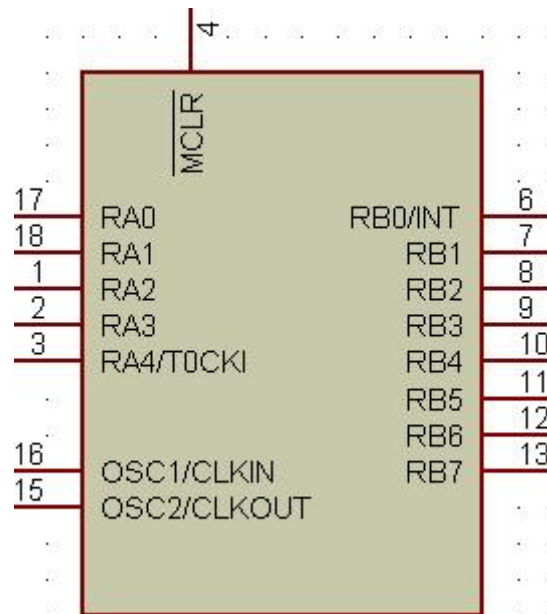 4
MCLR
17 RA0 RB0/INT 6
18 RA1 RB1 7
1 RA2 RB2 8
2 RA3 RB3 9
3 RA4/T0CKI RB4 10
RB5 11
RB6 12
16 OSC1/CLKIN RB7 13
15 OSC2/CLKOUT